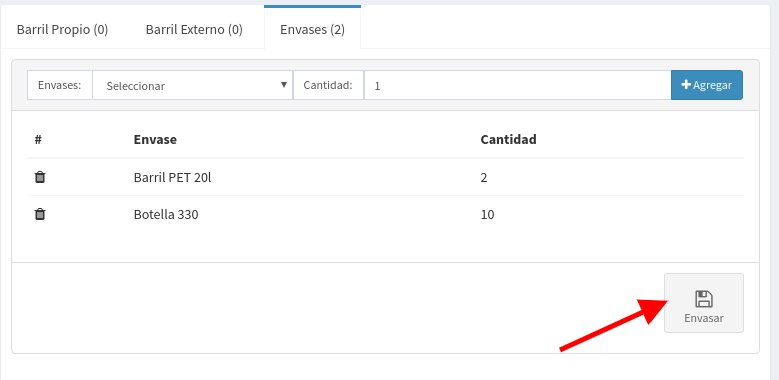 Barril Propio (0) Barril Externo (0) Envases (2)
Envases: Seleccionar Cantidad: 1 Agregar
# Envase Cantidad
Barril PET 20l 2
Botella 330 10
Envasar